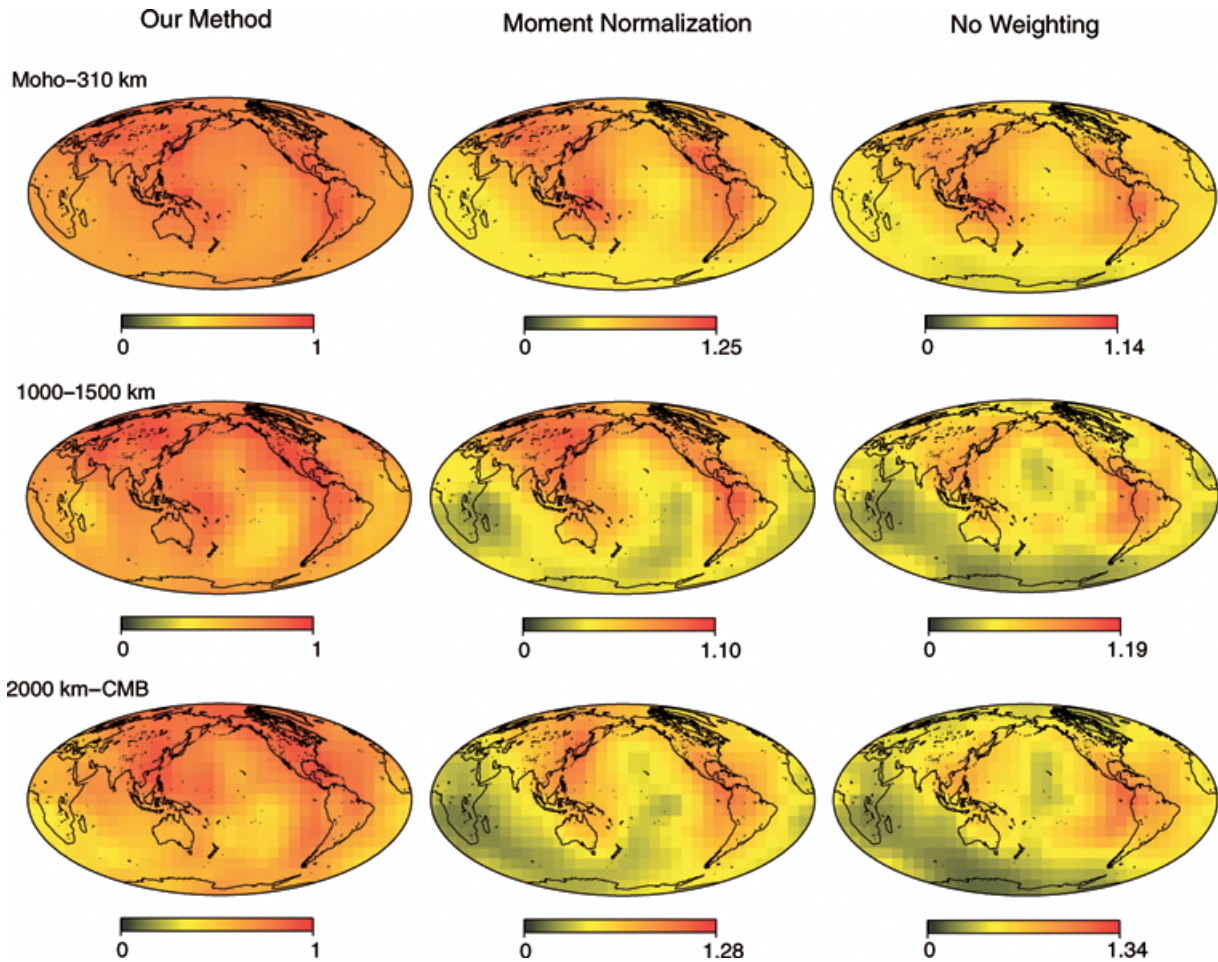 Our Method Moment Normalization No Weighting
Moho–310 km
0 1 0 1.25 0 1.14
1000–1500 km
0 1 0 1.10 0 1.19
2000 km–CMB
0 1 0 1.28 0 1.34